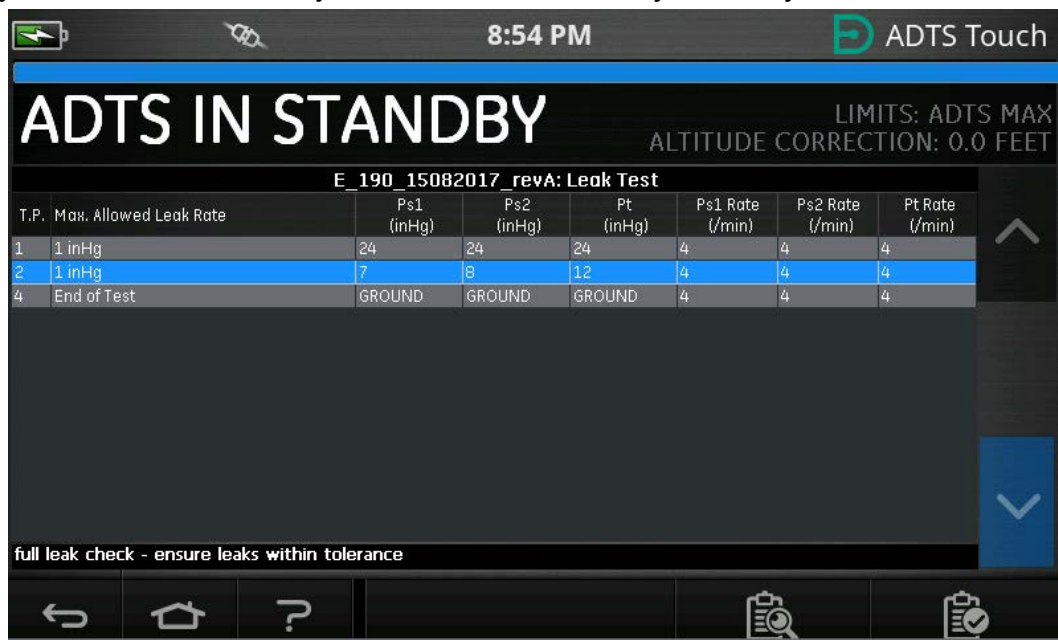 8:54 PM ADTS Touch
ADTS IN STANDBY
LIMITS: ADTS MAX
ALTITUDE CORRECTION: 0.0 FEET
E_190_15082017_revA: Leak Test
T.P. Max. Allowed Leak Rate Ps1 (inHg) Ps2 (inHg) Pt (inHg) Ps1 Rate (/min) Ps2 Rate (/min) Pt Rate (/min)
1 1 inHg 24 24 24 4 4 4
2 1 inHg 7 8 12 4 4 4
4 End of Test GROUND GROUND GROUND 4 4 4
full leak check - ensure leaks within tolerance